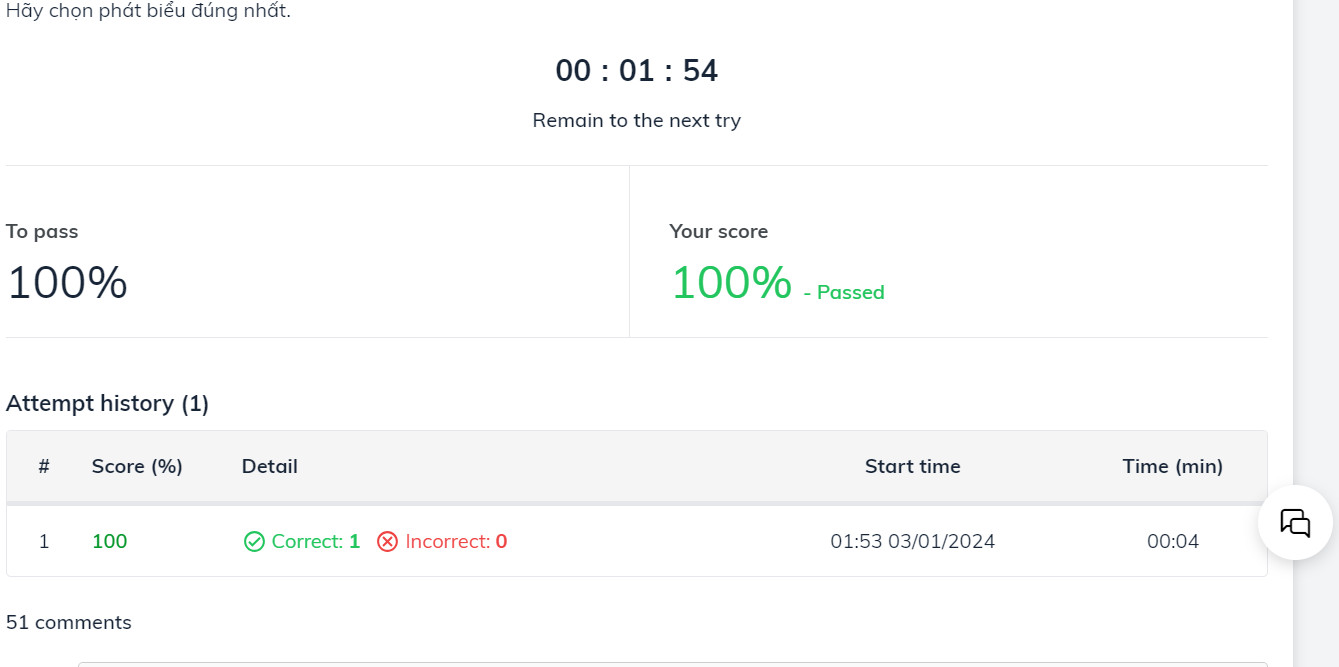 Hãy chọn phát biểu đúng nhất.
00 : 01 : 54
Remain to the next try
To pass
100%
Your score
100% - Passed
Attempt history (1)
# Score (%) Detail Start time Time (min)
1 100 Correct: 1 Incorrect: 0 01:53 03/01/2024 00:04
51 comments